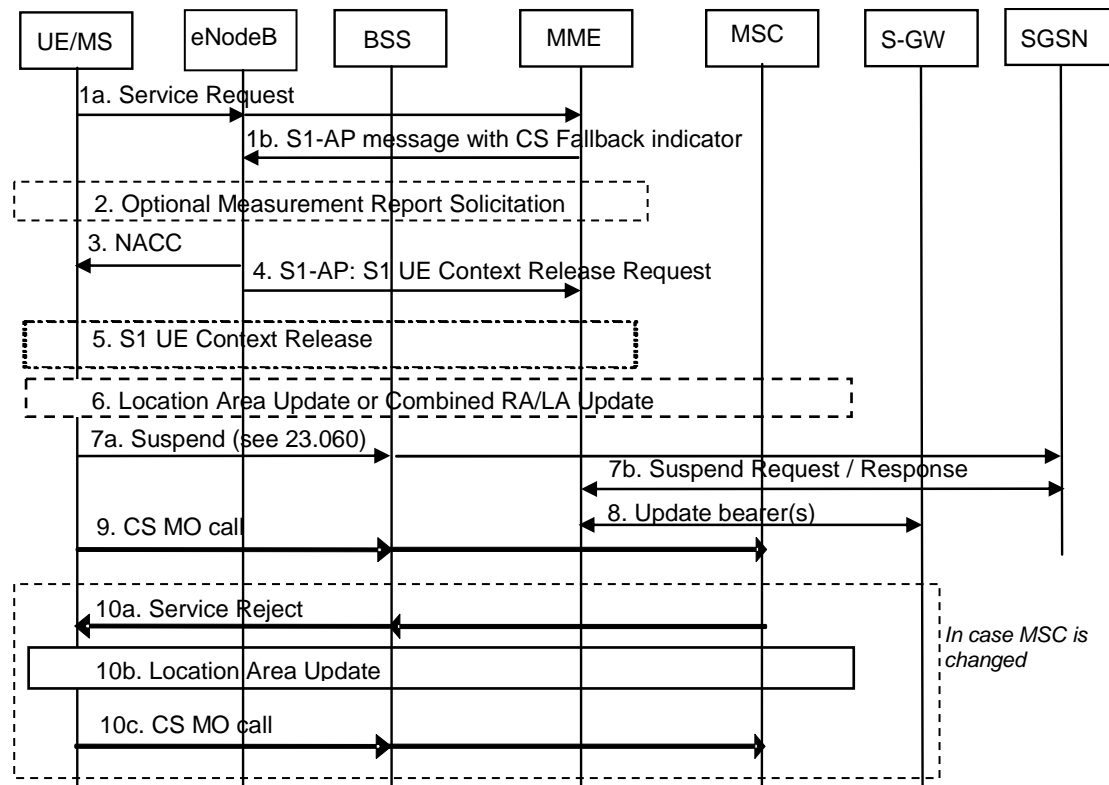 UE/MS
eNodeB
BSS
MME
MSC
S-GW
SGSN
1a. Service Request
1b. S1-AP message with CS Fallback indicator
2. Optional Measurement Report Solicitation
3. NACC
4. S1-AP: S1 UE Context Release Request
5. S1 UE Context Release
6. Location Area Update or Combined RA/LA Update
7a. Suspend (see 23.060)
7b. Suspend Request / Response
8. Update bearer(s)
9. CS MO call
10a. Service Reject
In case MSC is
changed
10b. Location Area Update
10c. CS MO call